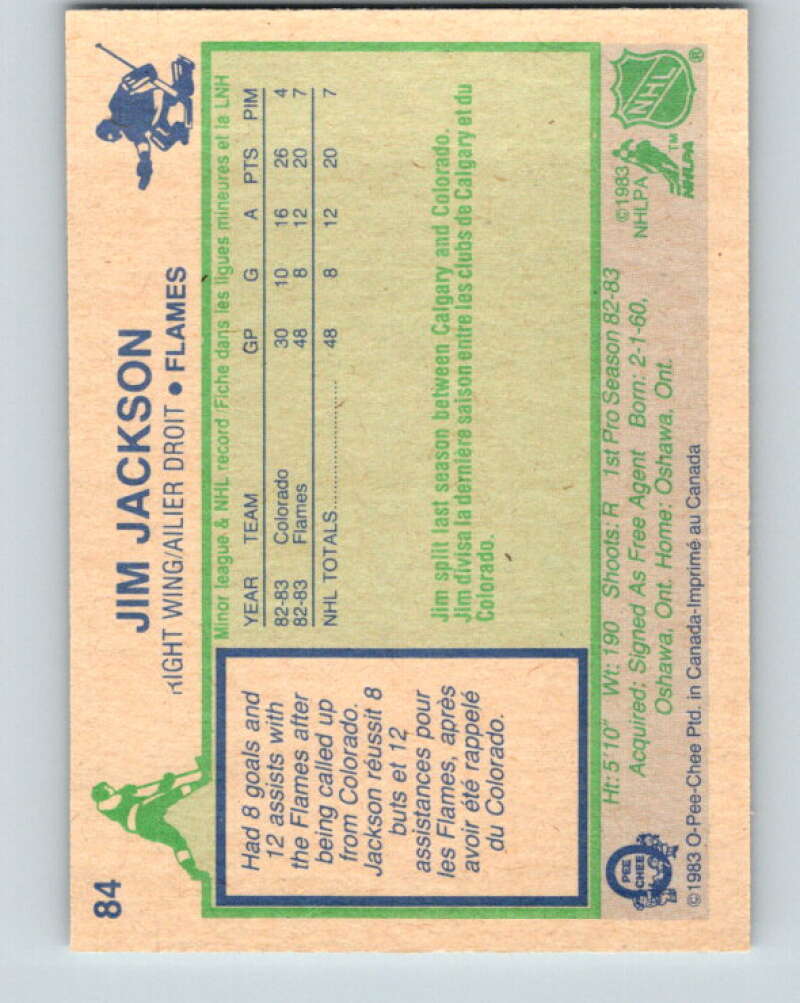 84
JIM JACKSON
RIGHT WING/AILIER DROIT • FLAMES
Minor league & NHL record/Fiche dans les ligues mineures et la LNH
YEAR TEAM GP G A PTS PIM
82-83 Colorado 30 10 16 26 4
82-83 Flames 48 8 12 20 7
NHL TOTALS 48 8 12 20 7
Jim split last season between Calgary and Colorado.
Jim divisa la dernière saison entre les clubs de Calgary et du
Colorado.
Had 8 goals and
12 assists with
the Flames after
being called up
from Colorado.
Jackson réussit 8
buts et 12
assistances pour
les Flames, après
avoir été rappelé
du Colorado.
Ht: 5'10" Wt: 190 Shoots: R 1st Pro Season 82-83
Acquired: Signed As Free Agent Born: 2-1-60,
Oshawa, Ont. Home: Oshawa, Ont.
©1983 O-Pee-Chee Ptd. in Canada-Imprimé au Canada
O
PEE
CHEE
©1983
NHLPA
NHLPA
TM
NHL
®